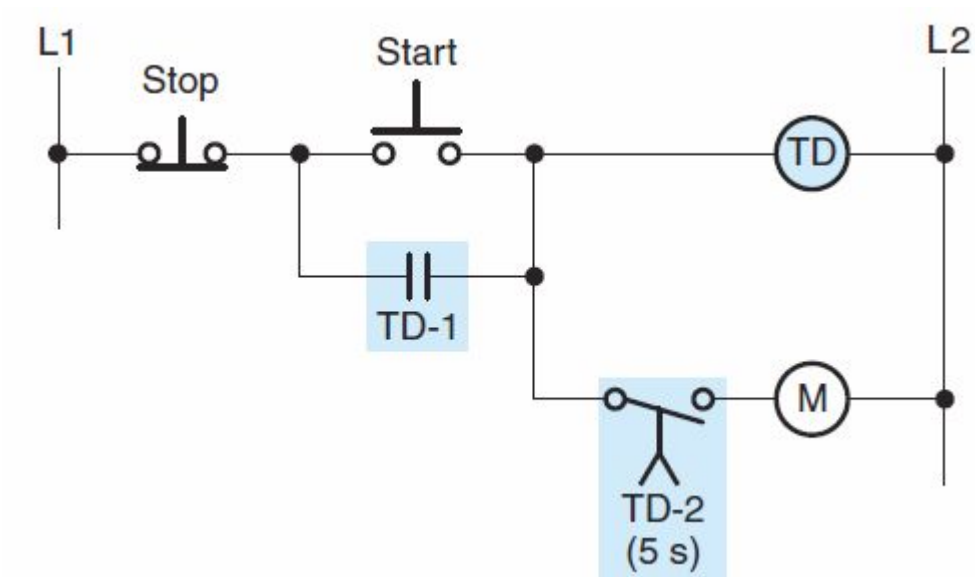 L1
L2
Stop
Start
TD
TD-1
M
TD-2
(5 s)